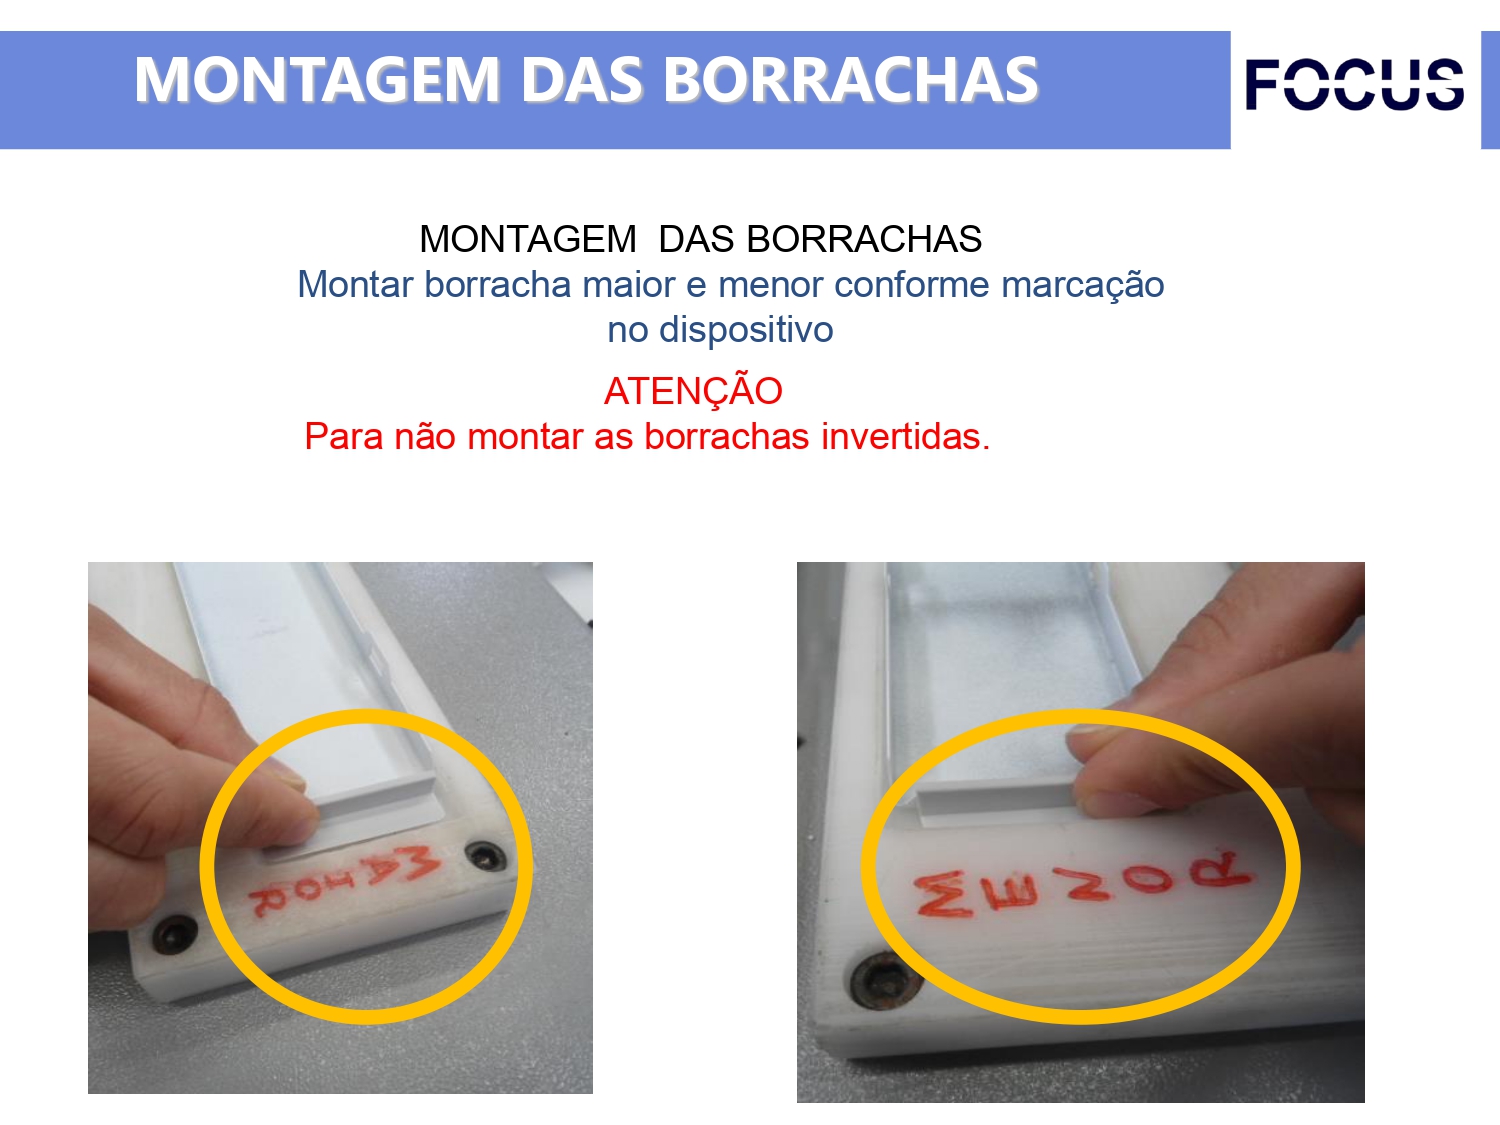 MONTAGEM DAS BORRACHAS
FOCUS
MONTAGEM DAS BORRACHAS
Montar borracha maior e menor conforme marcação
no dispositivo
ATENÇÃO
Para não montar as borrachas invertidas.
MAIOR
MENOR